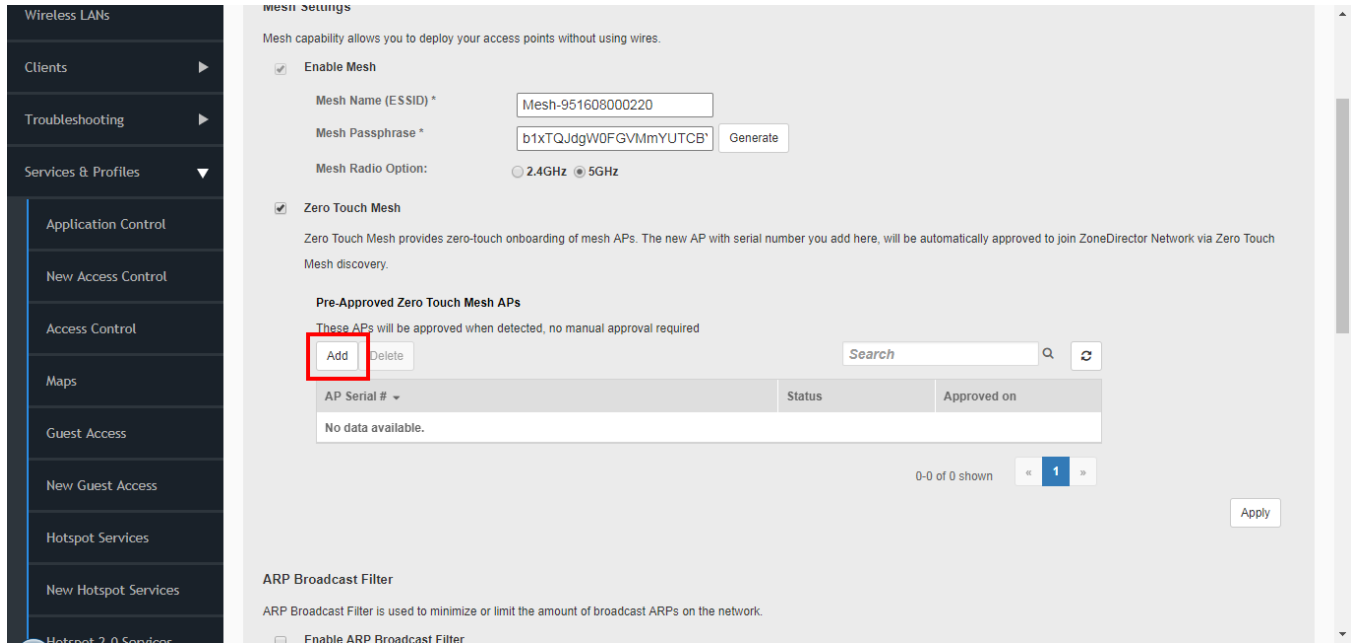 Wireless LANs
Clients
Troubleshooting
Services & Profiles
Application Control
New Access Control
Access Control
Maps
Guest Access
New Guest Access
Hotspot Services
New Hotspot Services
Hotspot 2.0 Services
Mesh Settings
Mesh capability allows you to deploy your access points without using wires.
Enable Mesh
Mesh Name (ESSID) * Mesh-951608000220
Mesh Passphrase * b1xTQJdgW0FGVMmYUTCBY Generate
Mesh Radio Option: 2.4GHz 5GHz
Zero Touch Mesh
Zero Touch Mesh provides zero-touch onboarding of mesh APs. The new AP with serial number you add here, will be automatically approved to join ZoneDirector Network via Zero Touch
Mesh discovery.
Pre-Approved Zero Touch Mesh APs
These APs will be approved when detected, no manual approval required
Add Delete Search
AP Serial # Status Approved on
No data available.
0-0 of 0 shown « 1 »
Apply
ARP Broadcast Filter
ARP Broadcast Filter is used to minimize or limit the amount of broadcast ARPs on the network.
Enable ARP Broadcast Filter